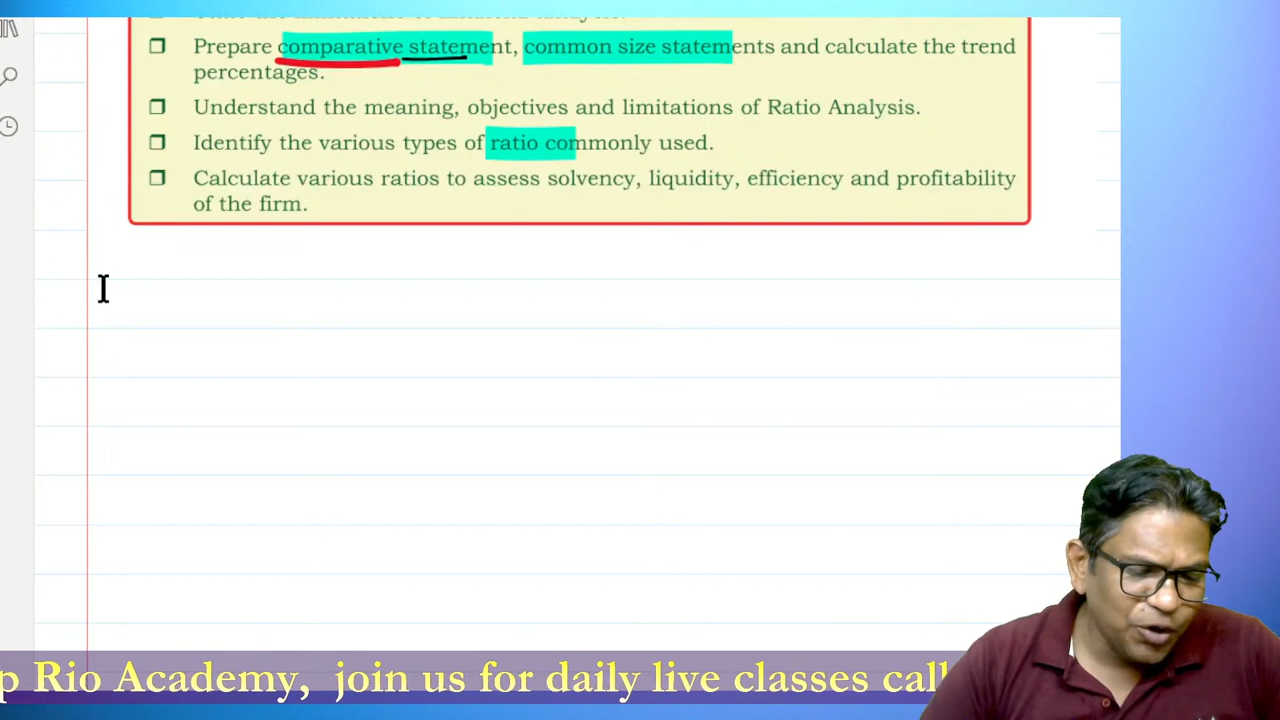 ❒ Prepare comparative statement, common size statements and calculate the trend
percentages.
❒ Understand the meaning, objectives and limitations of Ratio Analysis.
❒ Identify the various types of ratio commonly used.
❒ Calculate various ratios to assess solvency, liquidity, efficiency and profitability
of the firm.
p Rio Academy, join us for daily live classes call